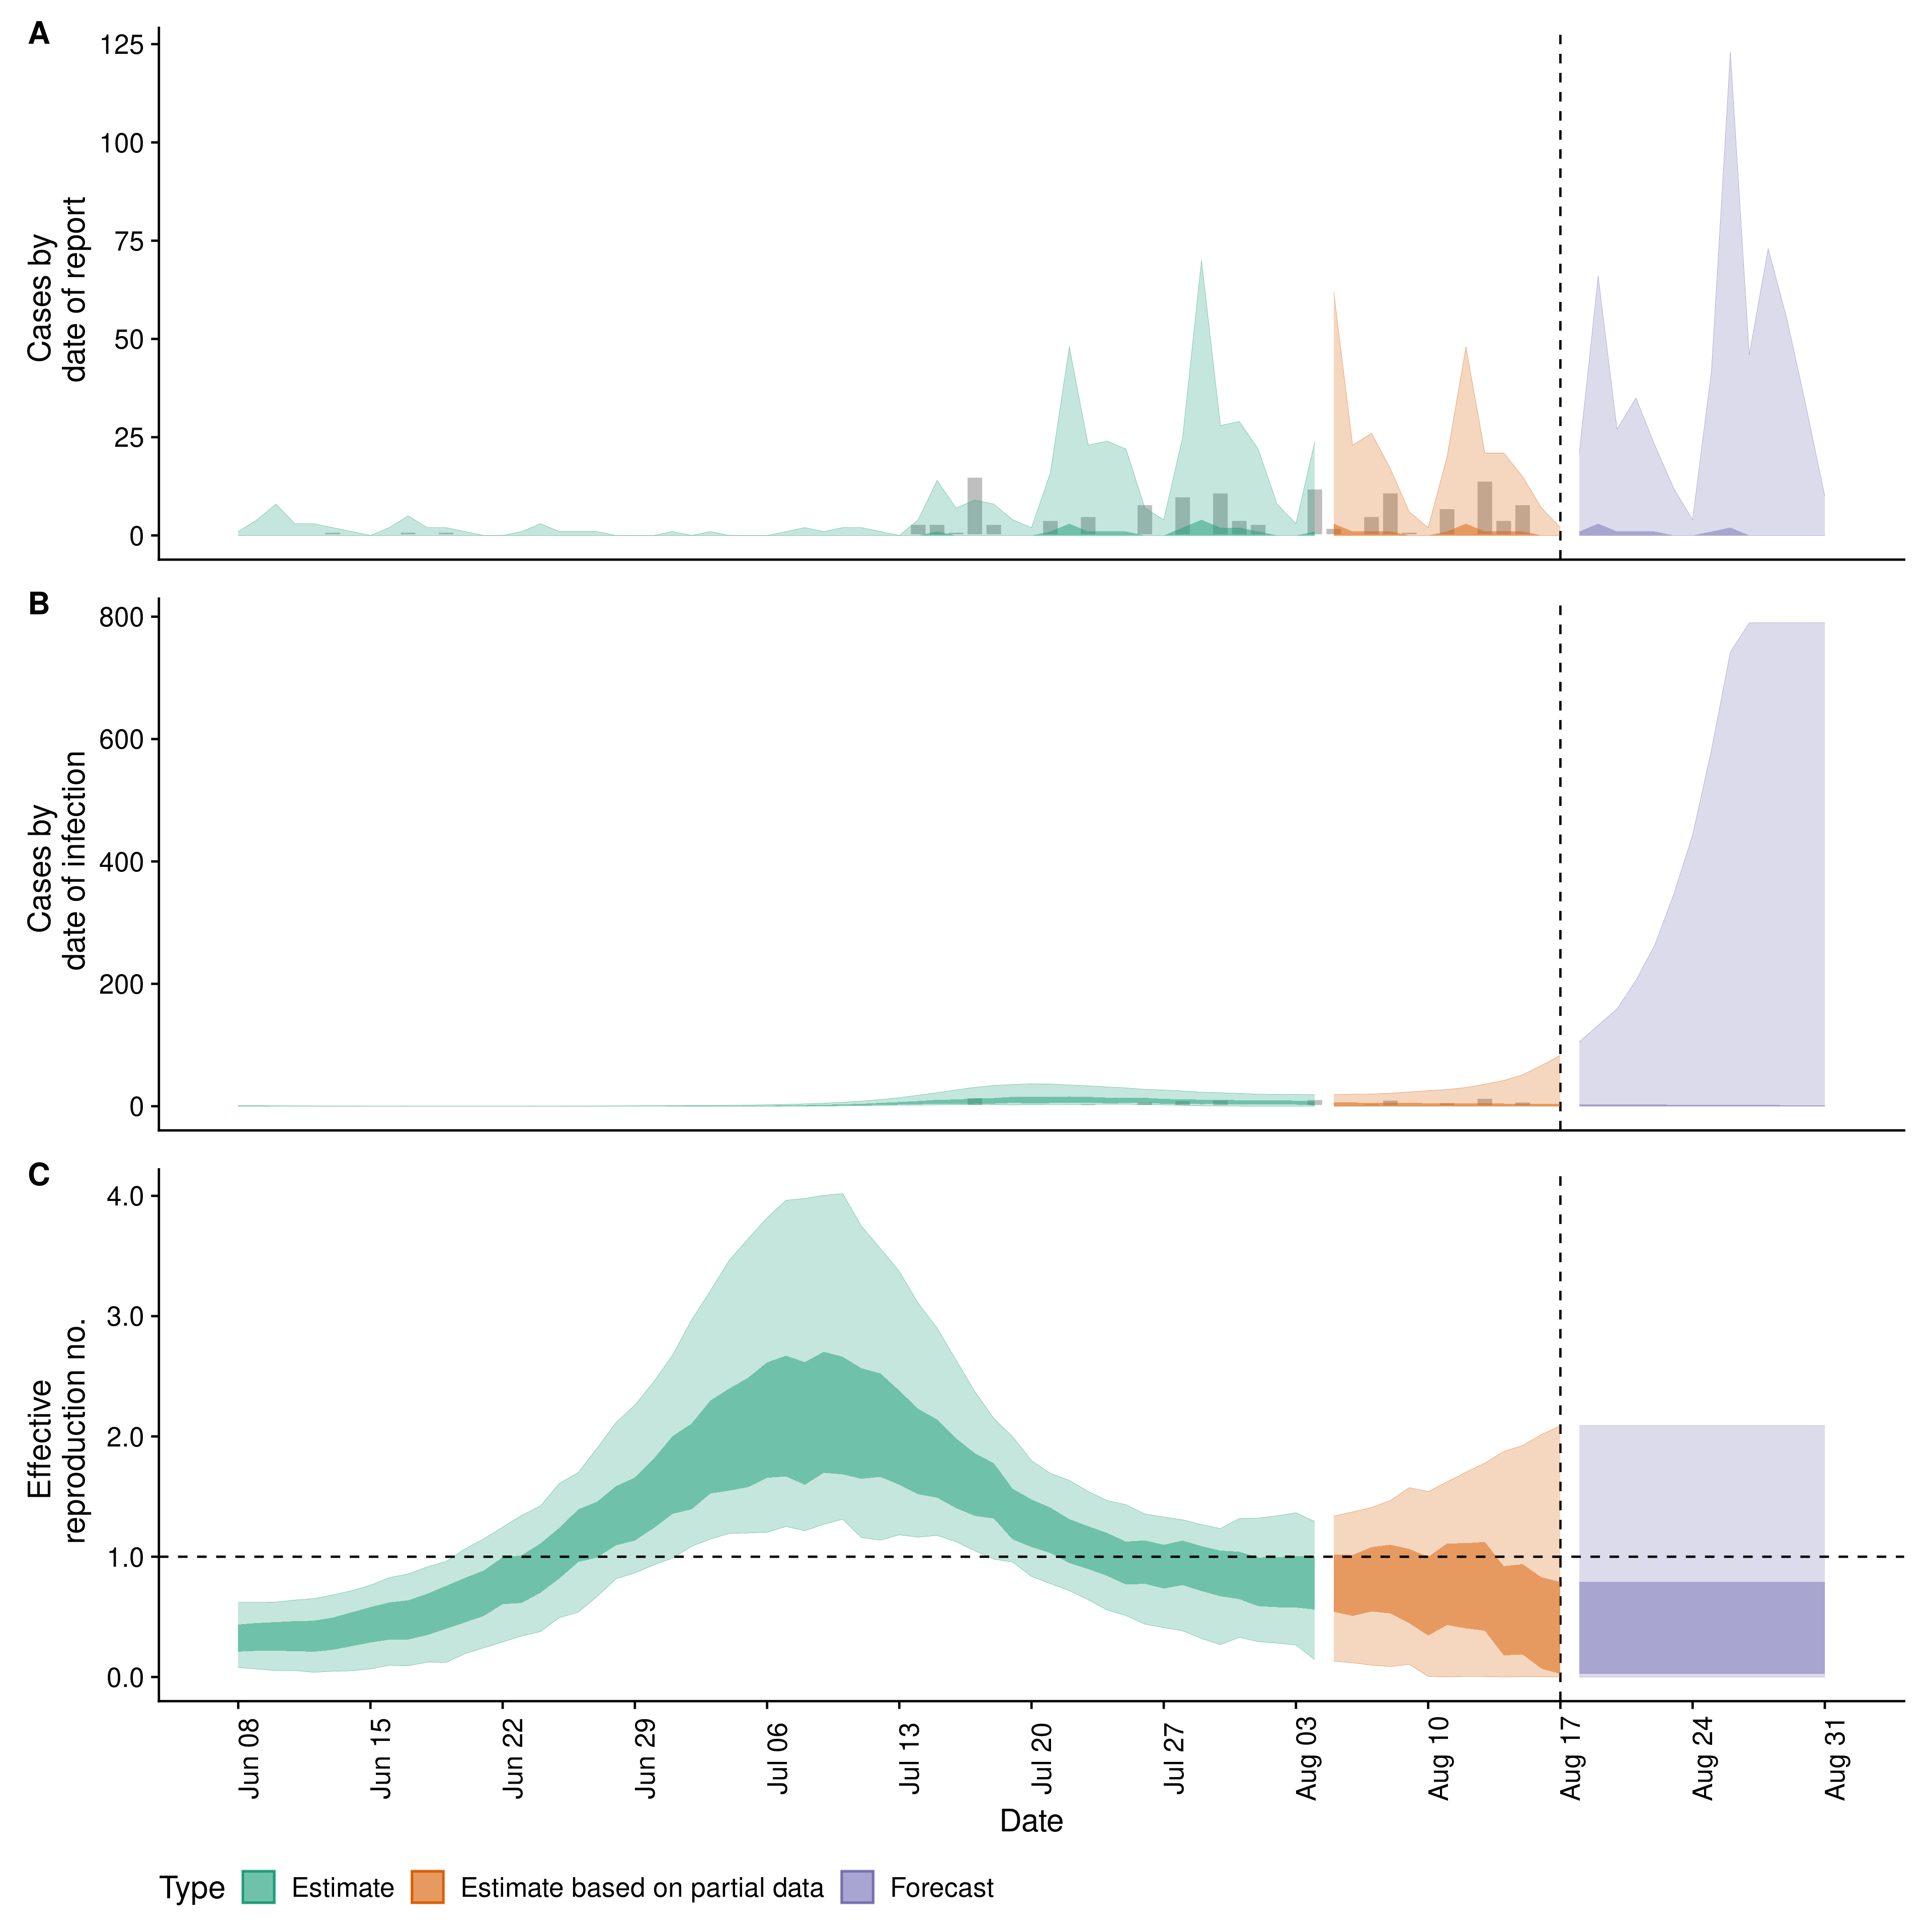 A
125
100
75
50
25
0
Cases by
date of report
B
800
600
400
200
0
Cases by
date of infection
C
4.0
3.0
2.0
1.0
0.0
Effective
reproduction no.
Jun 08
Jun 15
Jun 22
Jun 29
Jul 06
Jul 13
Jul 20
Jul 27
Aug 03
Aug 10
Aug 17
Aug 24
Aug 31
Date
Type Estimate Estimate based on partial data Forecast